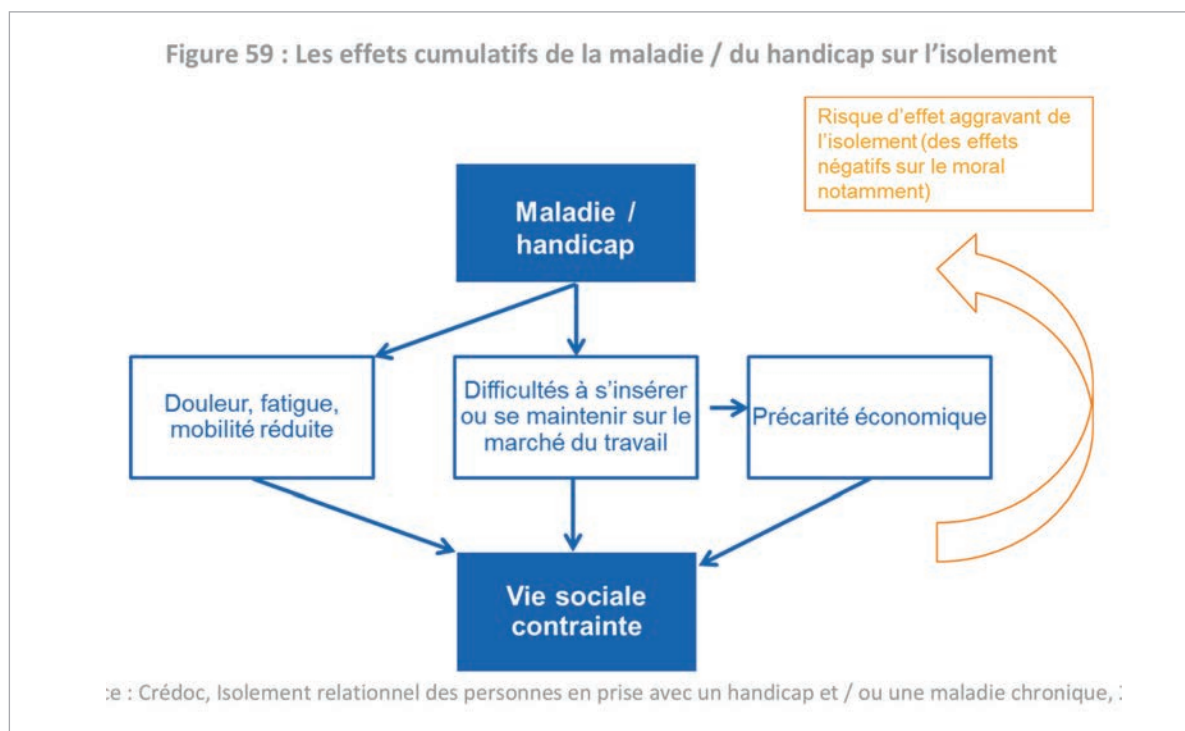 Figure 59 : Les effets cumulatifs de la maladie / du handicap sur l’isolement
Risque d’effet aggravant de
l’isolement (des effets
négatifs sur le moral
notamment)
Maladie /
handicap
Douleur, fatigue,
mobilité réduite
Difficultés à s’insérer
ou se maintenir sur le
marché du travail
Précarité économique
Vie sociale
contrainte
: Crédoc, Isolement relationnel des personnes en prise avec un handicap et / ou une maladie chronique,